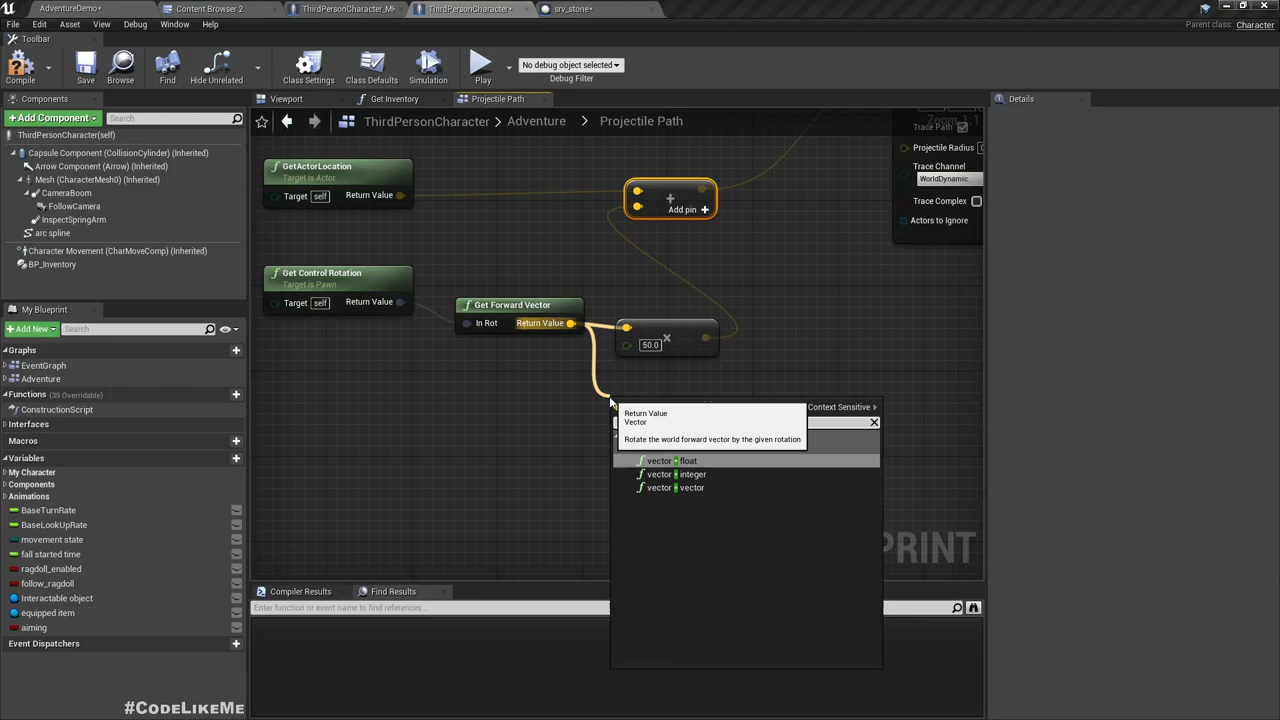 AdventureDemo*
Content Browser 2
ThirdPersonCharacter_M
ThirdPersonCharacter*
srv_stone*
File Edit Asset View Debug Window Help
Parent class: Character
Toolbar
Compile
Save
Browse
Find
Hide Unrelated
Class Settings
Class Defaults
Simulation
Play
No debug object selected
Debug Filter
Components
+ Add Component
Search
ThirdPersonCharacter(self)
Capsule Component (CollisionCylinder) (Inherited)
Arrow Component (Arrow) (Inherited)
Mesh (CharacterMesh0) (Inherited)
CameraBoom
FollowCamera
InspectSpringArm
arc spline
Character Movement (CharMoveComp) (Inherited)
BP_Inventory
My Blueprint
+ Add New
Search
Graphs
EventGraph
Adventure
Functions (39 Overridable)
ConstructionScript
Interfaces
Macros
Variables
My Character
Components
Animations
BaseTurnRate
BaseLookUpRate
movement state
fall started time
ragdoll_enabled
follow_ragdoll
Interactable object
equipped item
aiming
Event Dispatchers
#CodeLikeMe
Viewport
Get Inventory
Projectile Path
ThirdPersonCharacter > Adventure > Projectile Path
Zoom 1:1
GetActorLocation
Target is Actor
Target self Return Value
Add pin +
Get Control Rotation
Target is Pawn
Target self Return Value
Get Forward Vector
In Rot Return Value
50.0
Trace Path
Projectile Radius
Trace Channel
WorldDynamic
Trace Complex
Actors to Ignore
Context Sensitive
Return Value
Vector
Rotate the world forward vector by the given rotation
vector * float
vector * integer
vector * vector
PRINT
Compiler Results
Find Results
Enter function or event name to find references...
Details